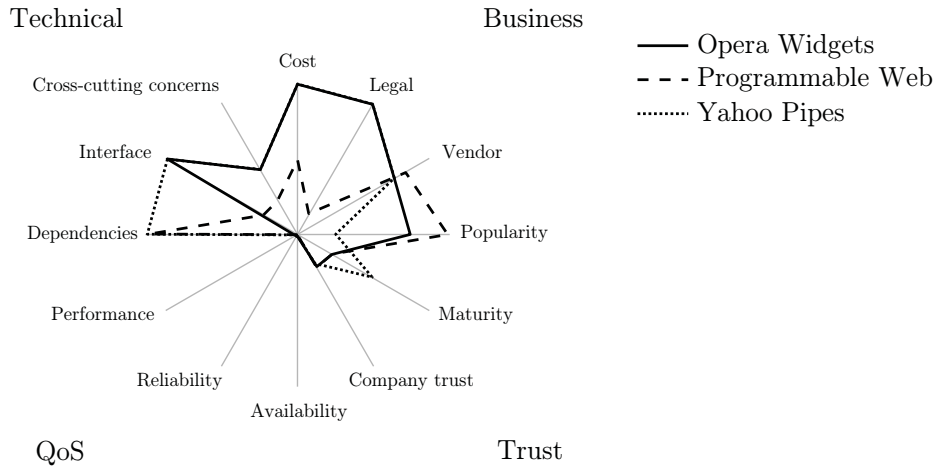 Technical
Business
Opera Widgets
Programmable Web
Yahoo Pipes
Cost
Cross-cutting concerns
Legal
Interface
Vendor
Dependencies
Popularity
Performance
Maturity
Reliability
Company trust
Availability
QoS
Trust